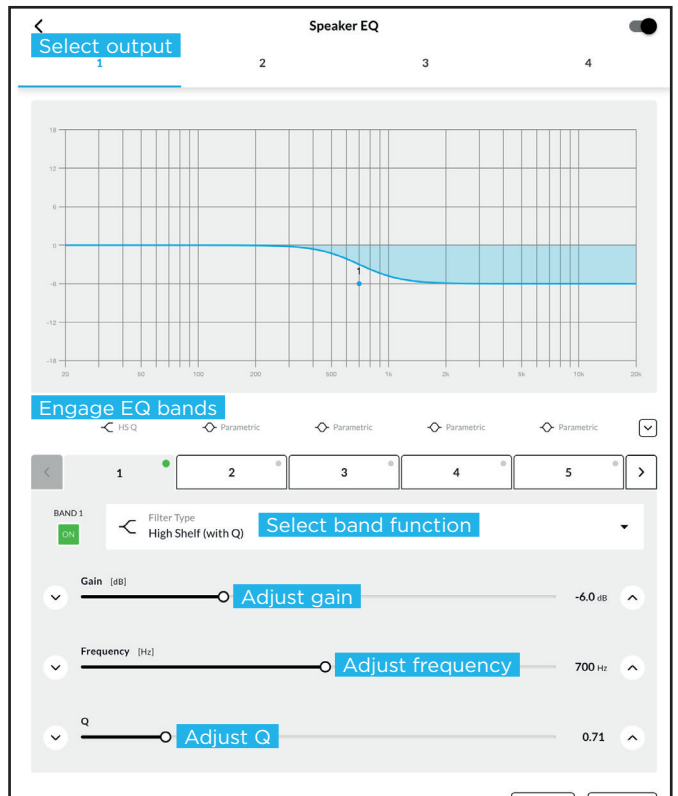 Speaker EQ
Select output
1 2 3 4
18
12
6
0
-6
-12
-18
1
20 50 100 200 500 1k 2k 5k 10k 20k
Engage EQ bands
HS Q Parametric Parametric Parametric Parametric
1 2 3 4 5
BAND 1
ON
Filter Type
High Shelf (with Q)
Select band function
Gain [dB]
Adjust gain
-6.0 dB
Frequency [Hz]
Adjust frequency
700 Hz
Q
Adjust Q
0.71